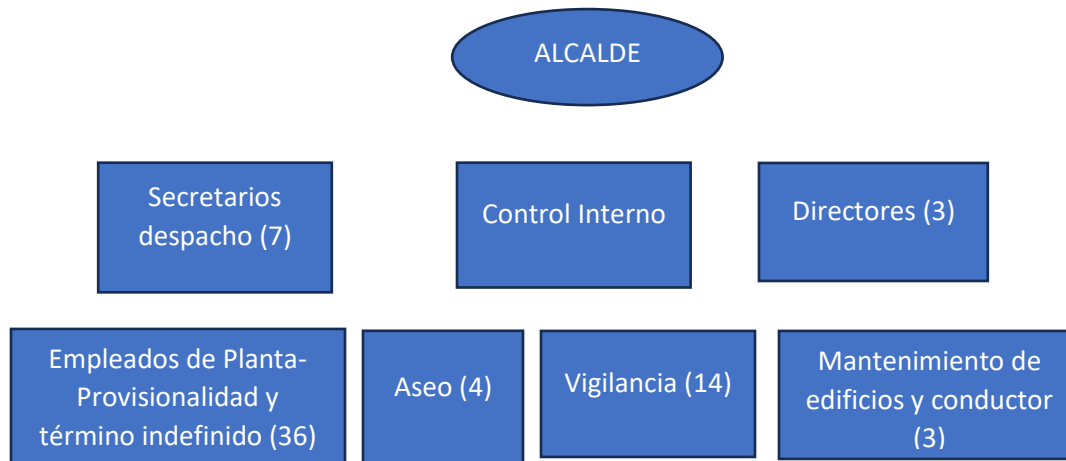 ALCALDE
Secretarios
despacho (7)
Control Interno
Directores (3)
Empleados de Planta-
Provisionalidad y
término indefinido (36)
Aseo (4)
Vigilancia (14)
Mantenimiento de
edificios y conductor
(3)